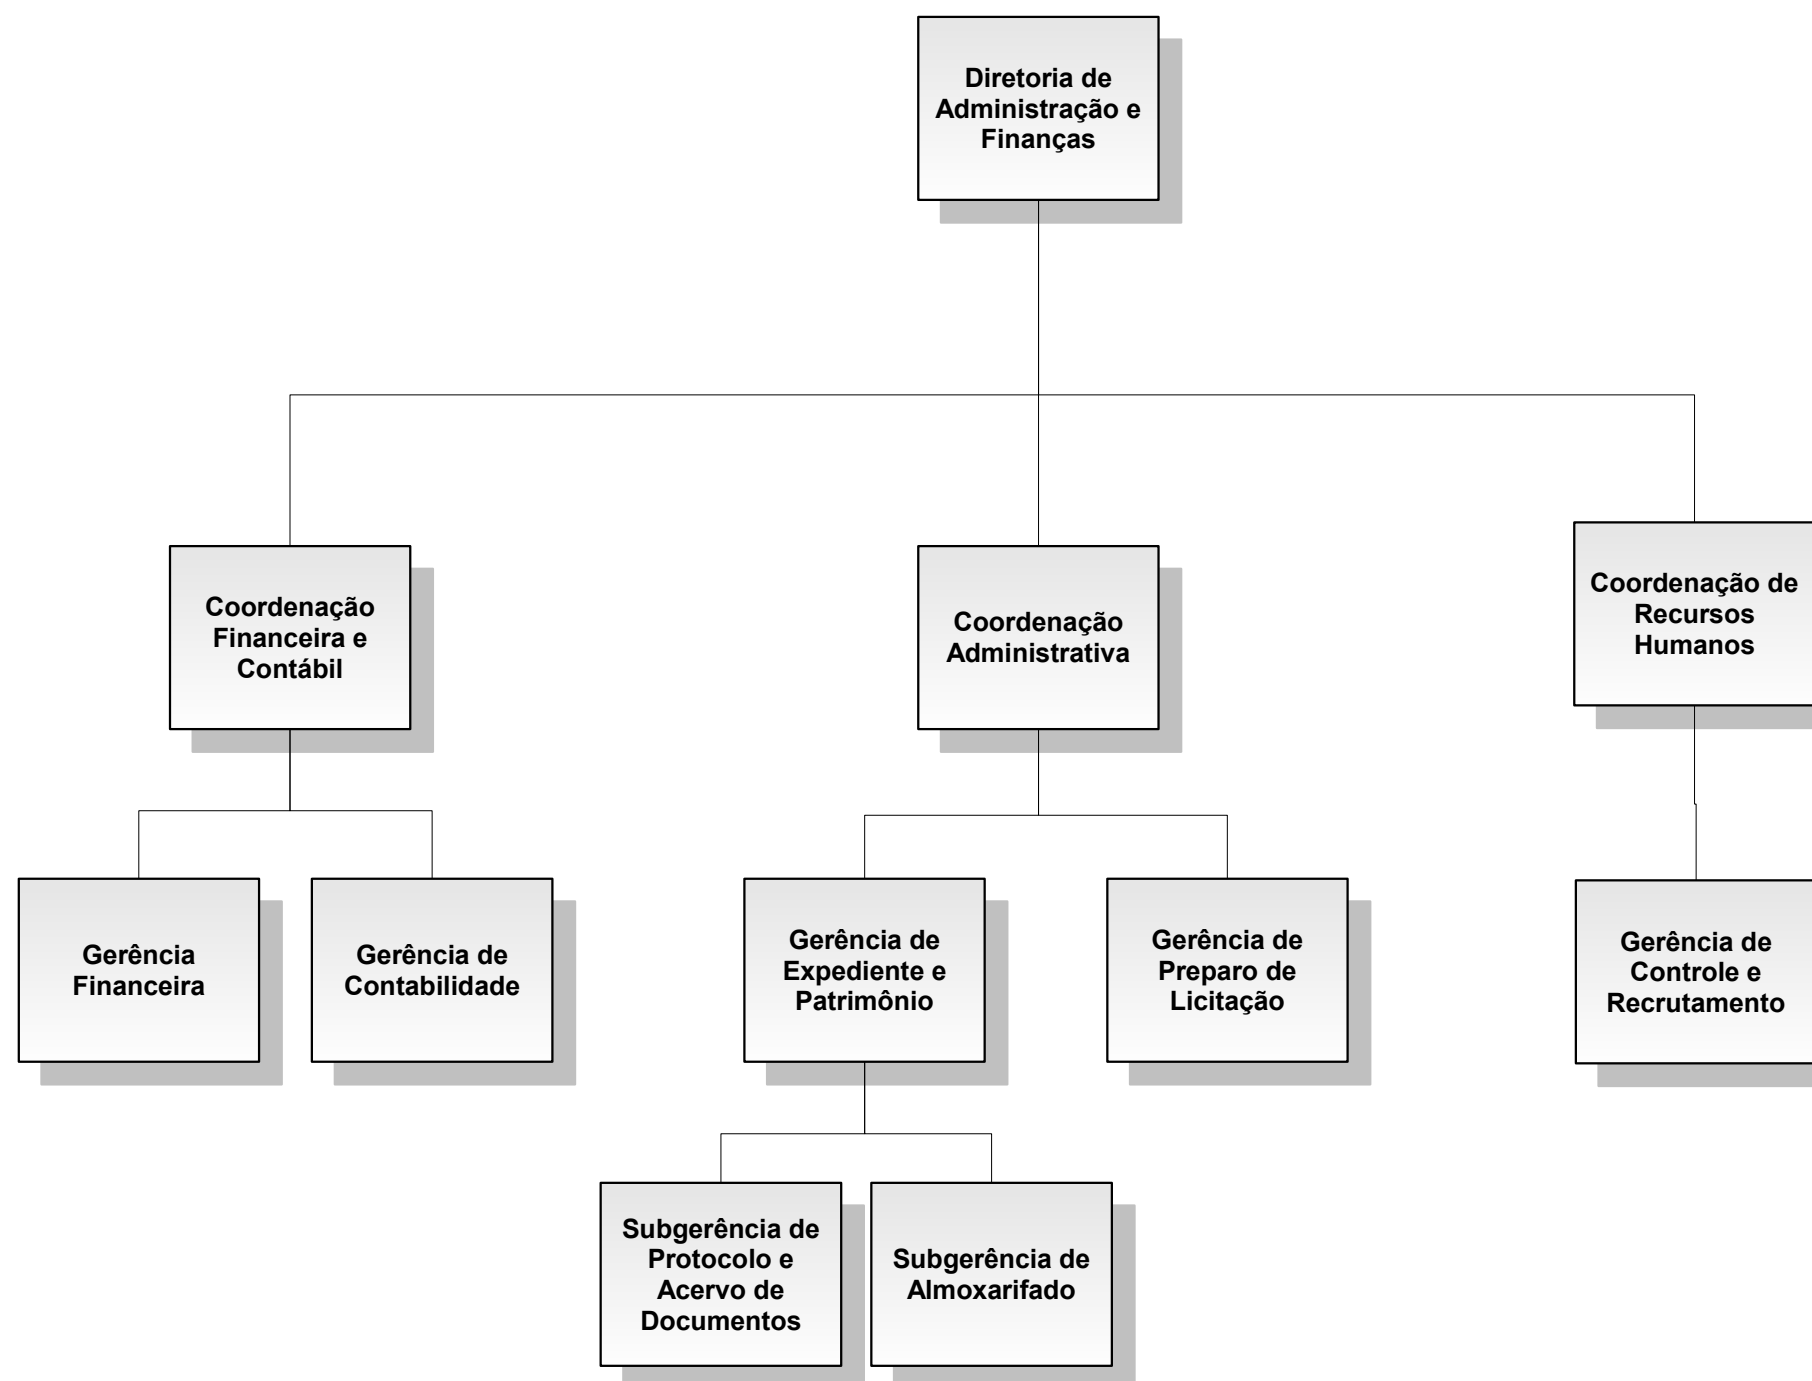 Diretoria de
Administração e
Finanças
Coordenação
Financeira e
Contábil
Coordenação
Administrativa
Coordenação de
Recursos
Humanos
Gerência
Financeira
Gerência de
Contabilidade
Gerência de
Expediente e
Patrimônio
Gerência de
Preparo de
Licitação
Gerência de
Controle e
Recrutamento
Subgerência de
Protocolo e
Acervo de
Documentos
Subgerência de
Almoxarifado